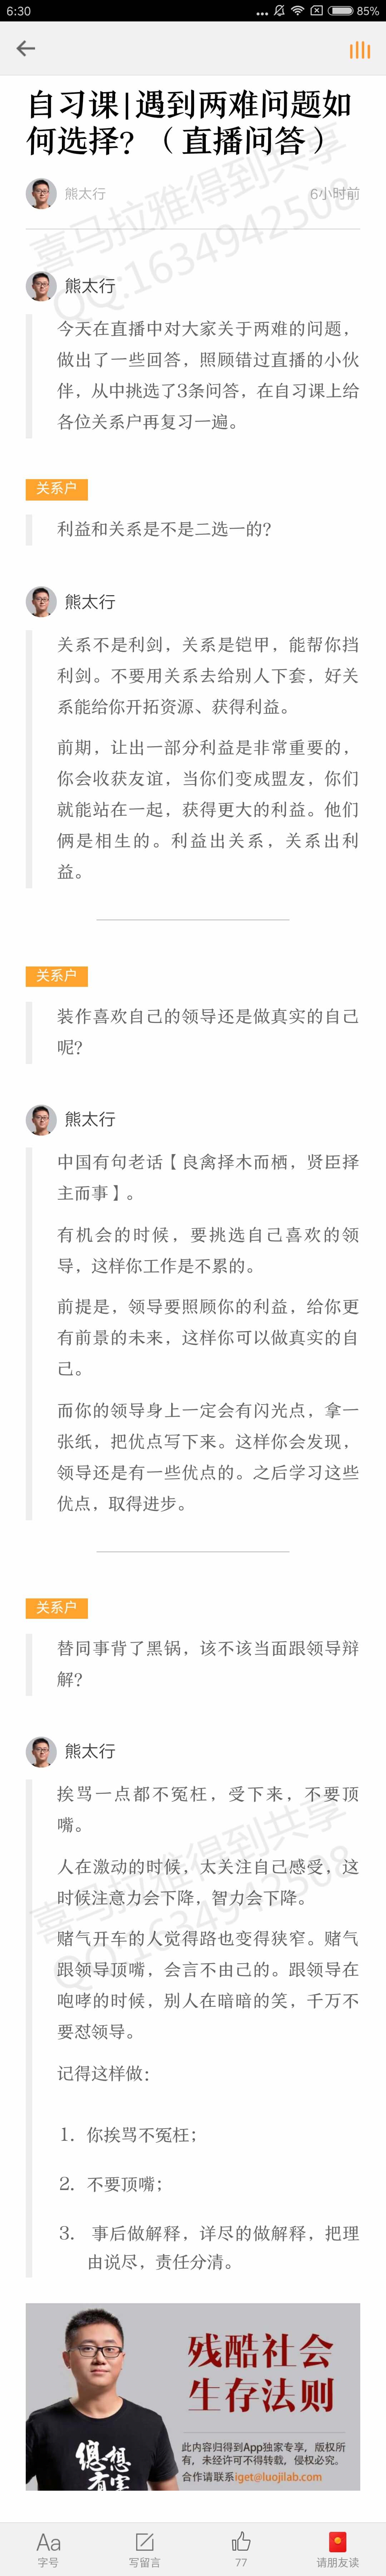 6:30
85%
自习课|遇到两难问题如
何选择？（直播问答）
熊太行
6小时前
喜马拉雅得到共享
QQ:1634942508
熊太行
今天在直播中对大家关于两难的问题，
做出了一些回答，照顾错过直播的小伙
伴，从中挑选了3条问答，在自习课上给
各位关系户再复习一遍。
关系户
利益和关系是不是二选一的？
熊太行
关系不是利剑，关系是铠甲，能帮你挡
利剑。不要用关系去给别人下套，好关
系能给你开拓资源、获得利益。
前期，让出一部分利益是非常重要的，
你会收获友谊，当你们变成盟友，你们
就能站在一起，获得更大的利益。他们
俩是相生的。利益出关系，关系出利
益。
关系户
装作喜欢自己的领导还是做真实的自己
呢？
熊太行
中国有句老话【良禽择木而栖，贤臣择
主而事】。
有机会的时候，要挑选自己喜欢的领
导，这样你工作是不累的。
前提是，领导要照顾你的利益，给你更
有前景的未来，这样你可以做真实的自
己。
而你的领导身上一定会有闪光点，拿一
张纸，把优点写下来。这样你会发现，
领导还是有一些优点的。之后学习这些
优点，取得进步。
关系户
替同事背了黑锅，该不该当面跟领导辩
解？
熊太行
挨骂一点都不冤枉，受下来，不要顶
嘴。
人在激动的时候，太关注自己感受，这
时候注意力会下降，智力会下降。
喜马拉雅得到共享
QQ:1634942508
赌气开车的人觉得路也变得狭窄。赌气
跟领导顶嘴，会言不由己的。跟领导在
咆哮的时候，别人在暗暗的笑，千万不
要怼领导。
记得这样做：
1. 你挨骂不冤枉；
2. 不要顶嘴；
3. 事后做解释，详尽的做解释，把理
由说尽，责任分清。
残酷社会
生存法则
此内容归得到App独家专享，版权所
有，未经许可不得转载，侵权必究。
合作请联系iget@luojilab.com
Aa
字号
写留言
77
请朋友读